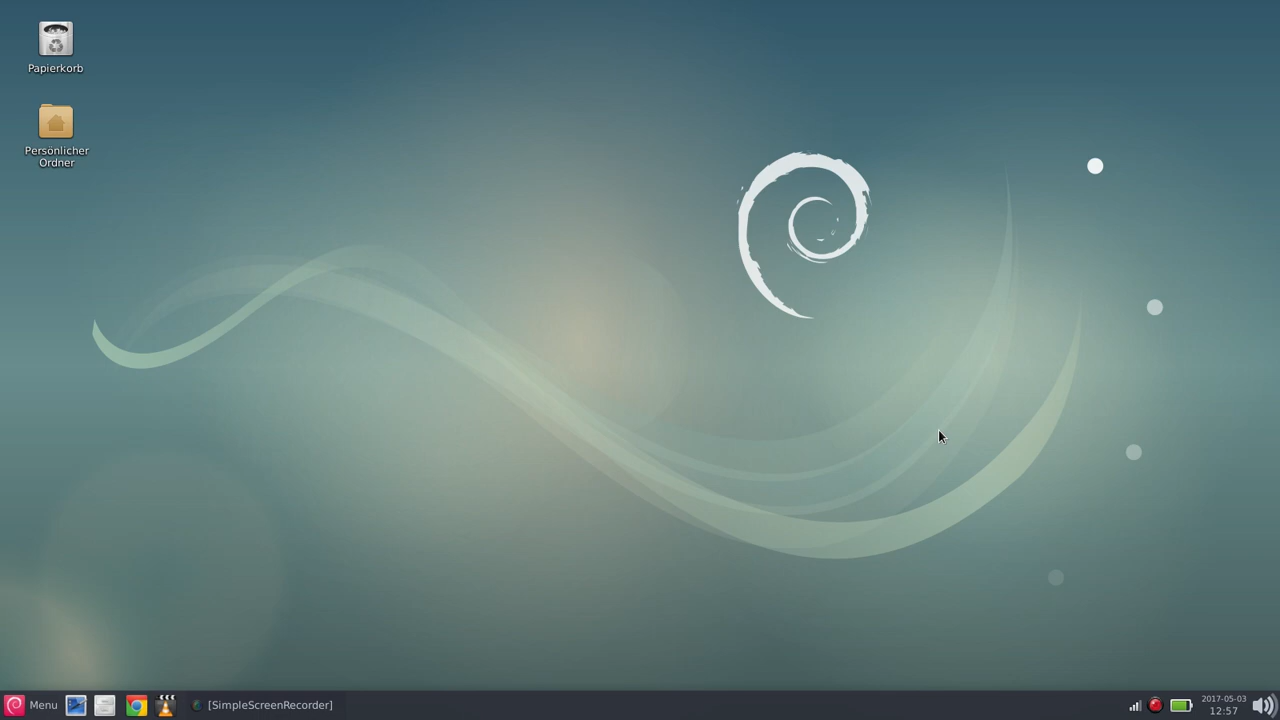 Papierkorb
Persönlicher
Ordner
Menu
[SimpleScreenRecorder]
2017-05-03
12:57